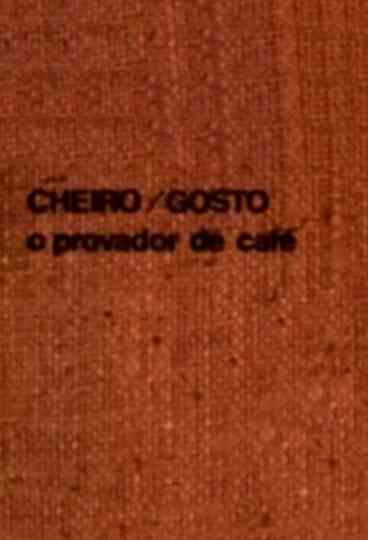 CHEIRO / GOSTO
o provador de café